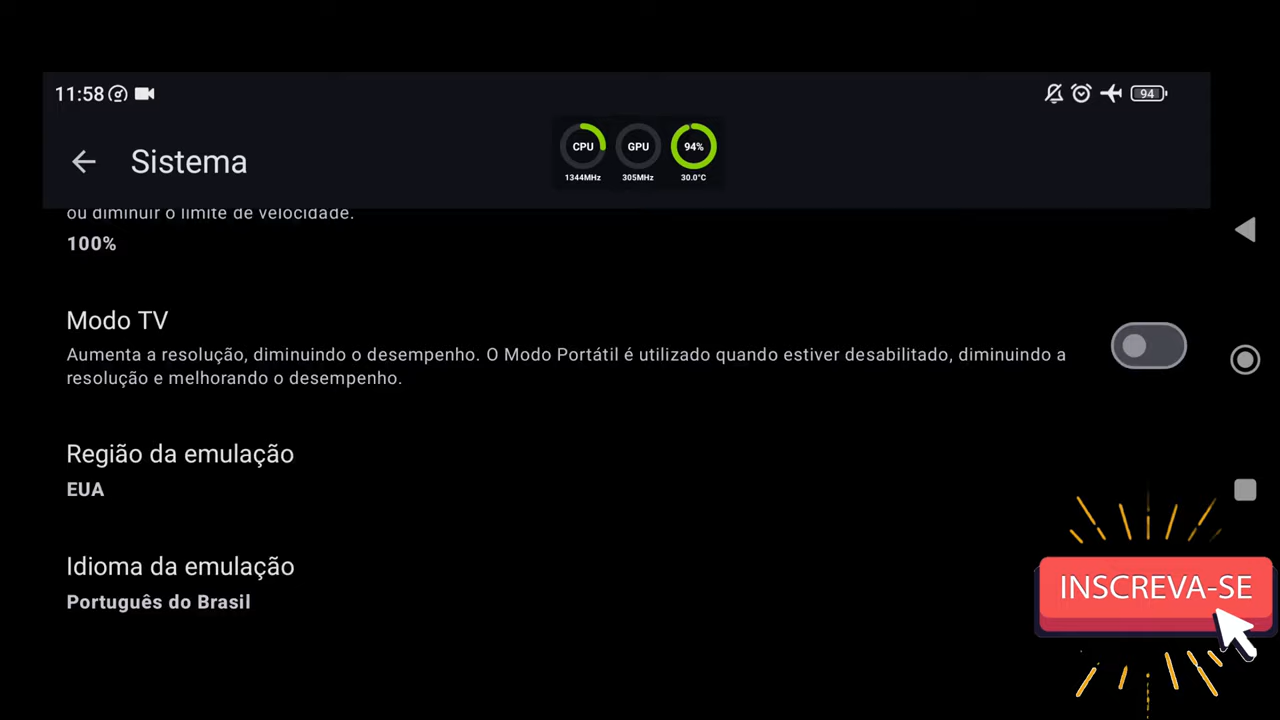 11:58
94
CPU GPU 94%
1344MHz 305MHz 30.0°C
Sistema
ou diminuir o limite de velocidade.
100%
Modo TV
Aumenta a resolução, diminuindo o desempenho. O Modo Portátil é utilizado quando estiver desabilitado, diminuindo a
resolução e melhorando o desempenho.
Região da emulação
EUA
Idioma da emulação
Português do Brasil
INSCREVA-SE